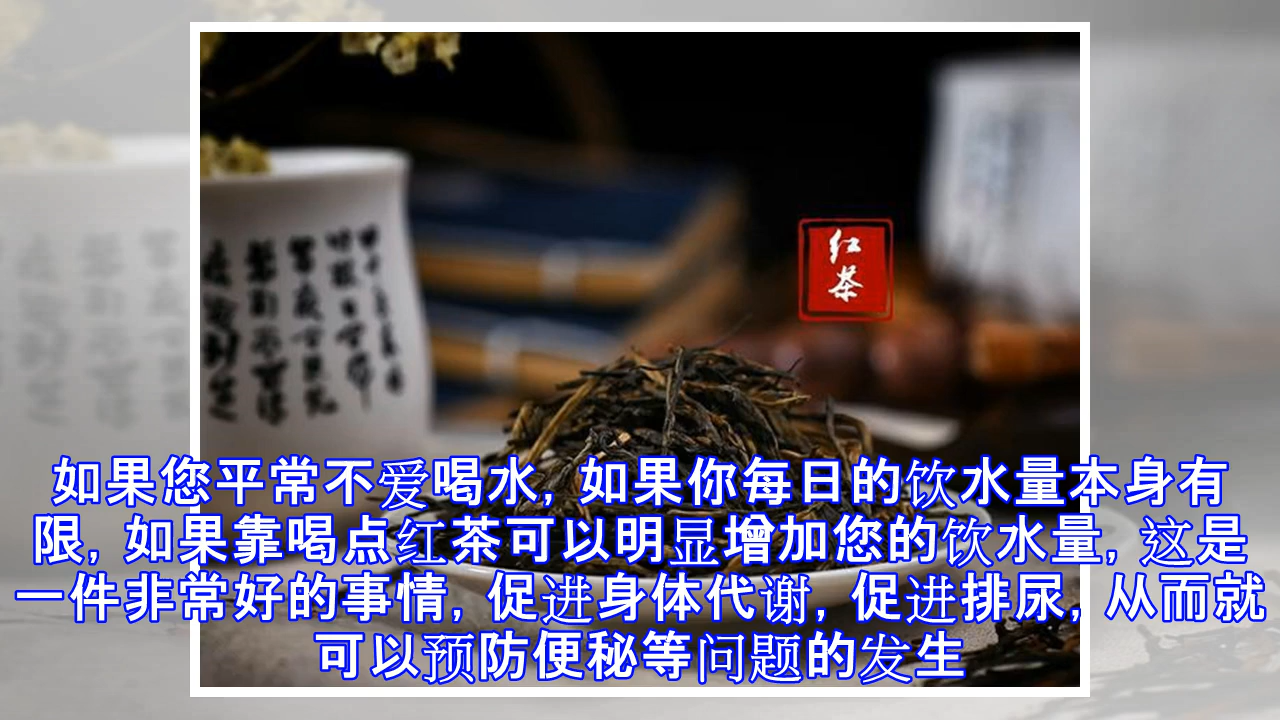 红
茶
如果您平常不爱喝水, 如果你每日的饮水量本身有
限, 如果靠喝点红茶可以明显增加您的饮水量, 这是
一件非常好的事情, 促进身体代谢, 促进排尿, 从而就
可以预防便秘等问题的发生